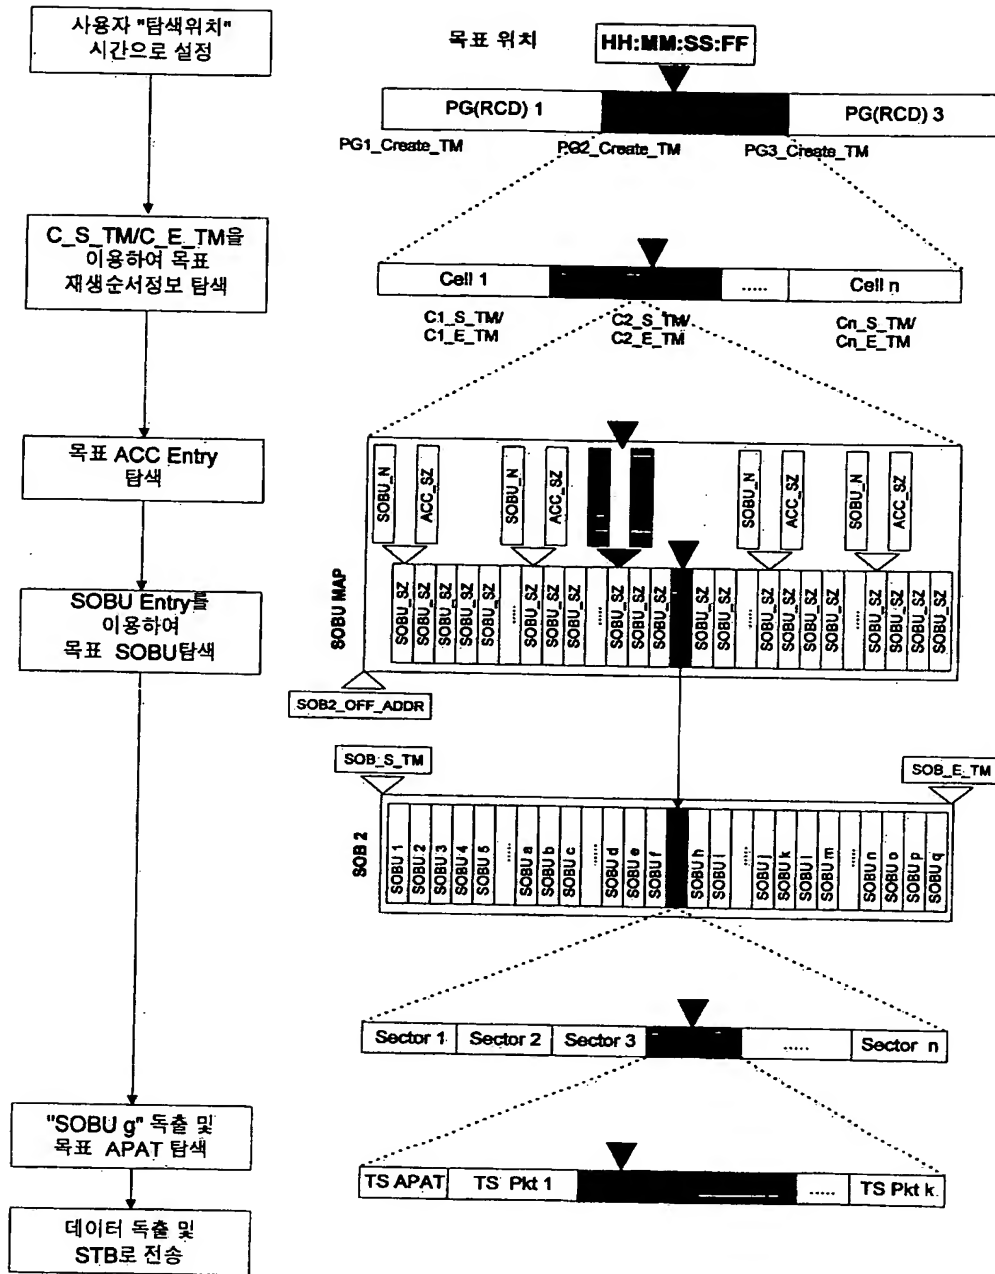 사용자 "탐색위치"
시간으로 설정
목표 위치
HH:MM:SS:FF
PG(RCD) 1
PG(RCD) 3
PG1_Create_TM
PG2_Create_TM
PG3_Create_TM
C_S_TM/C_E_TM을
이용하여 목표
재생순서정보 탐색
Cell 1
.....
Cell n
C1_S_TM/
C1_E_TM
C2_S_TM/
C2_E_TM
Cn_S_TM/
Cn_E_TM
목표 ACC Entry
탐색
SOBU_N
ACC_SZ
SOBU_N
ACC_SZ
SOBU_N
ACC_SZ
SOBU_N
ACC_SZ
SOBU Entry를
이용하여
목표 SOBU탐색
SOBU MAP
SOBU_SZ
SOBU_SZ
SOBU_SZ
SOBU_SZ
SOBU_SZ
.....
SOBU_SZ
SOBU_SZ
SOBU_SZ
.....
SOBU_SZ
SOBU_SZ
SOBU_SZ
SOBU_SZ
SOBU_SZ
.....
SOBU_SZ
SOBU_SZ
SOBU_SZ
SOBU_SZ
.....
SOBU_SZ
SOBU_SZ
SOBU_SZ
SOBU_SZ
SOB2_OFF_ADDR
SOB_S_TM
SOB_E_TM
SOB 2
SOBU 1
SOBU 2
SOBU 3
SOBU 4
SOBU 5
.....
SOBU a
SOBU b
SOBU c
.....
SOBU d
SOBU e
SOBU f
SOBU h
SOBU i
.....
SOBU j
SOBU k
SOBU l
SOBU m
.....
SOBU n
SOBU o
SOBU p
SOBU q
Sector 1
Sector 2
Sector 3
.....
Sector n
"SOBU g" 독출 및
목표 APAT 탐색
TS APAT
TS Pkt 1
.....
TS Pkt k
데이터 독출 및
STB로 전송